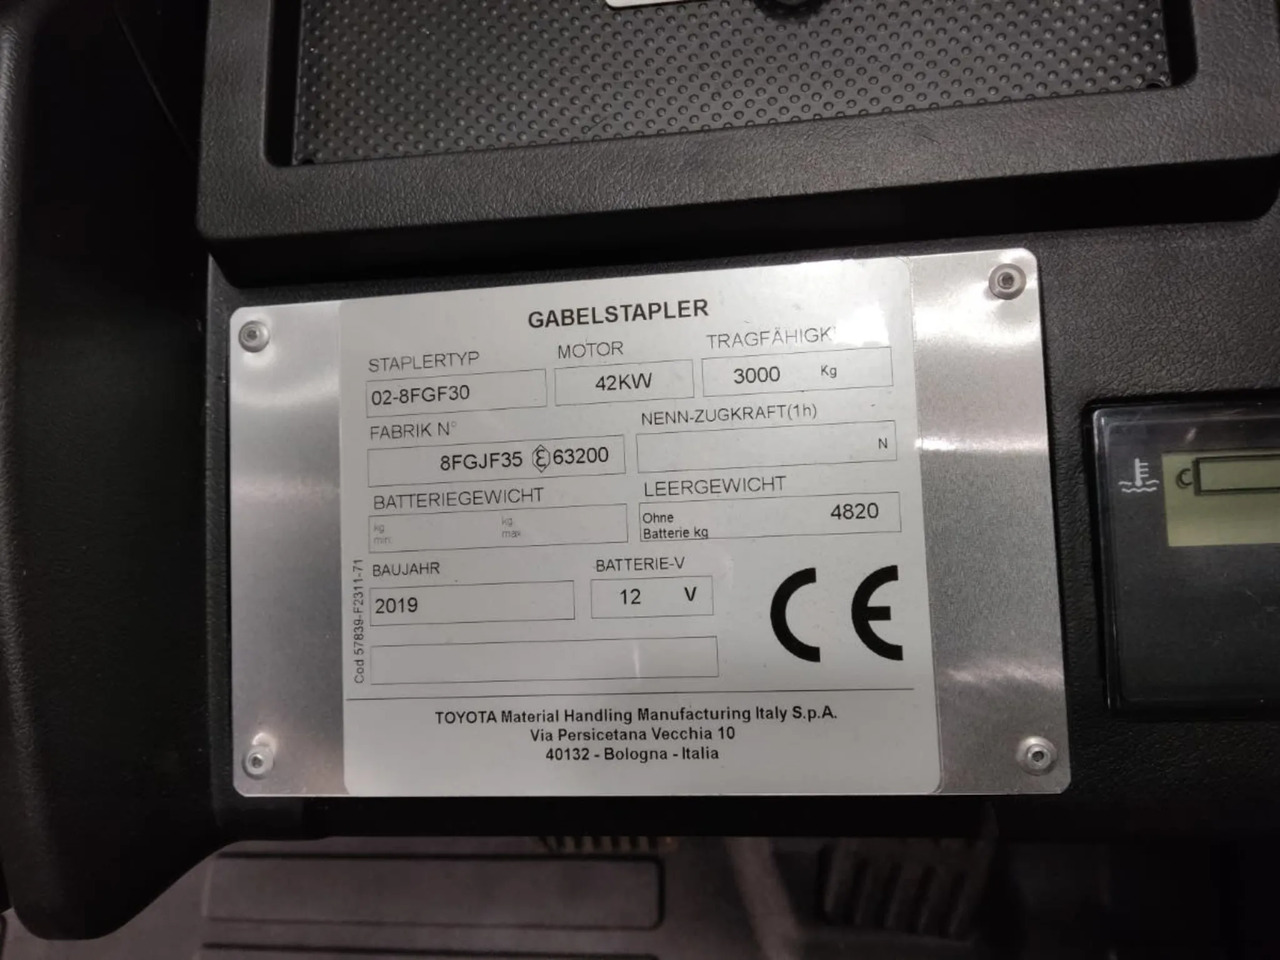 GABELSTAPLER
STAPLERTYP MOTOR TRAGFÄHIGK
02-8FGF30 42KW 3000 Kg
FABRIK N° NENN-ZUGKRAFT(1h)
8FGJF35 E 63200 N
BATTERIEGEWICHT LEERGEWICHT
kg min kg max Ohne Batterie kg 4820
BAUJAHR BATTERIE-V
2019 12 V
CE
Cod 57839-F2311-71
TOYOTA Material Handling Manufacturing Italy S.p.A.
Via Persicetana Vecchia 10
40132 - Bologna - Italia
C